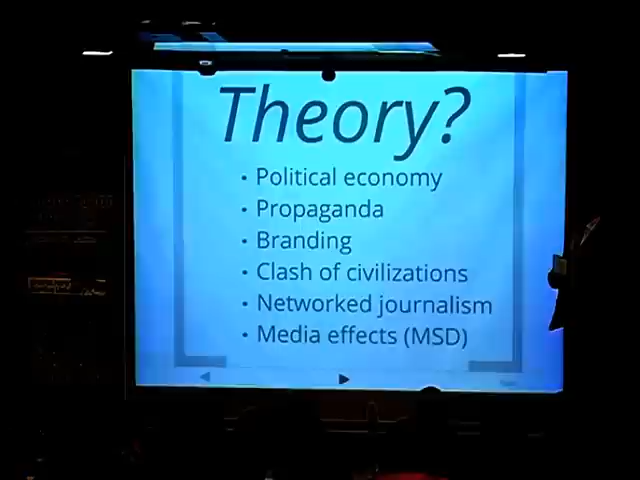 Theory?
• Political economy
• Propaganda
• Branding
• Clash of civilizations
• Networked journalism
• Media effects (MSD)